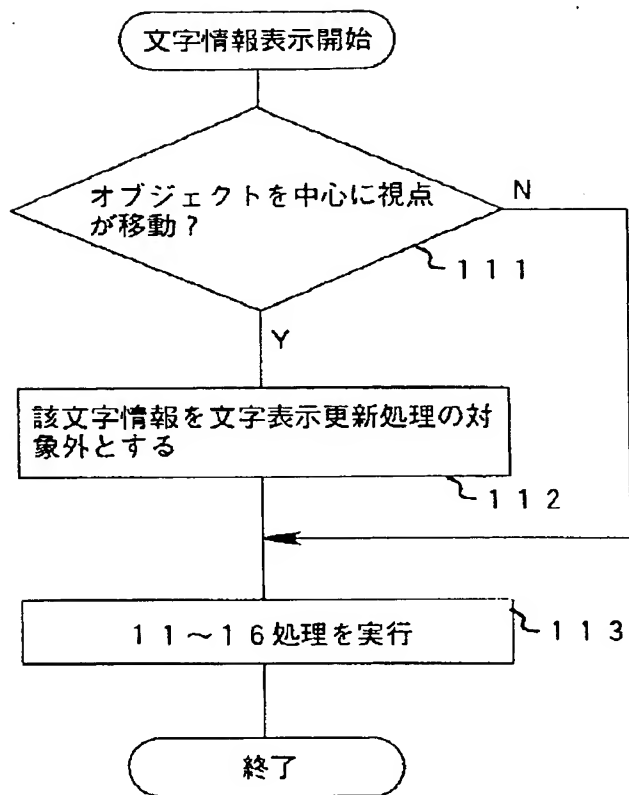 文字情報表示開始
オブジェクトを中心に視点
が移動?
N
111
Y
該文字情報を文字表示更新処理の対
象外とする
112
11〜16処理を実行
113
終了